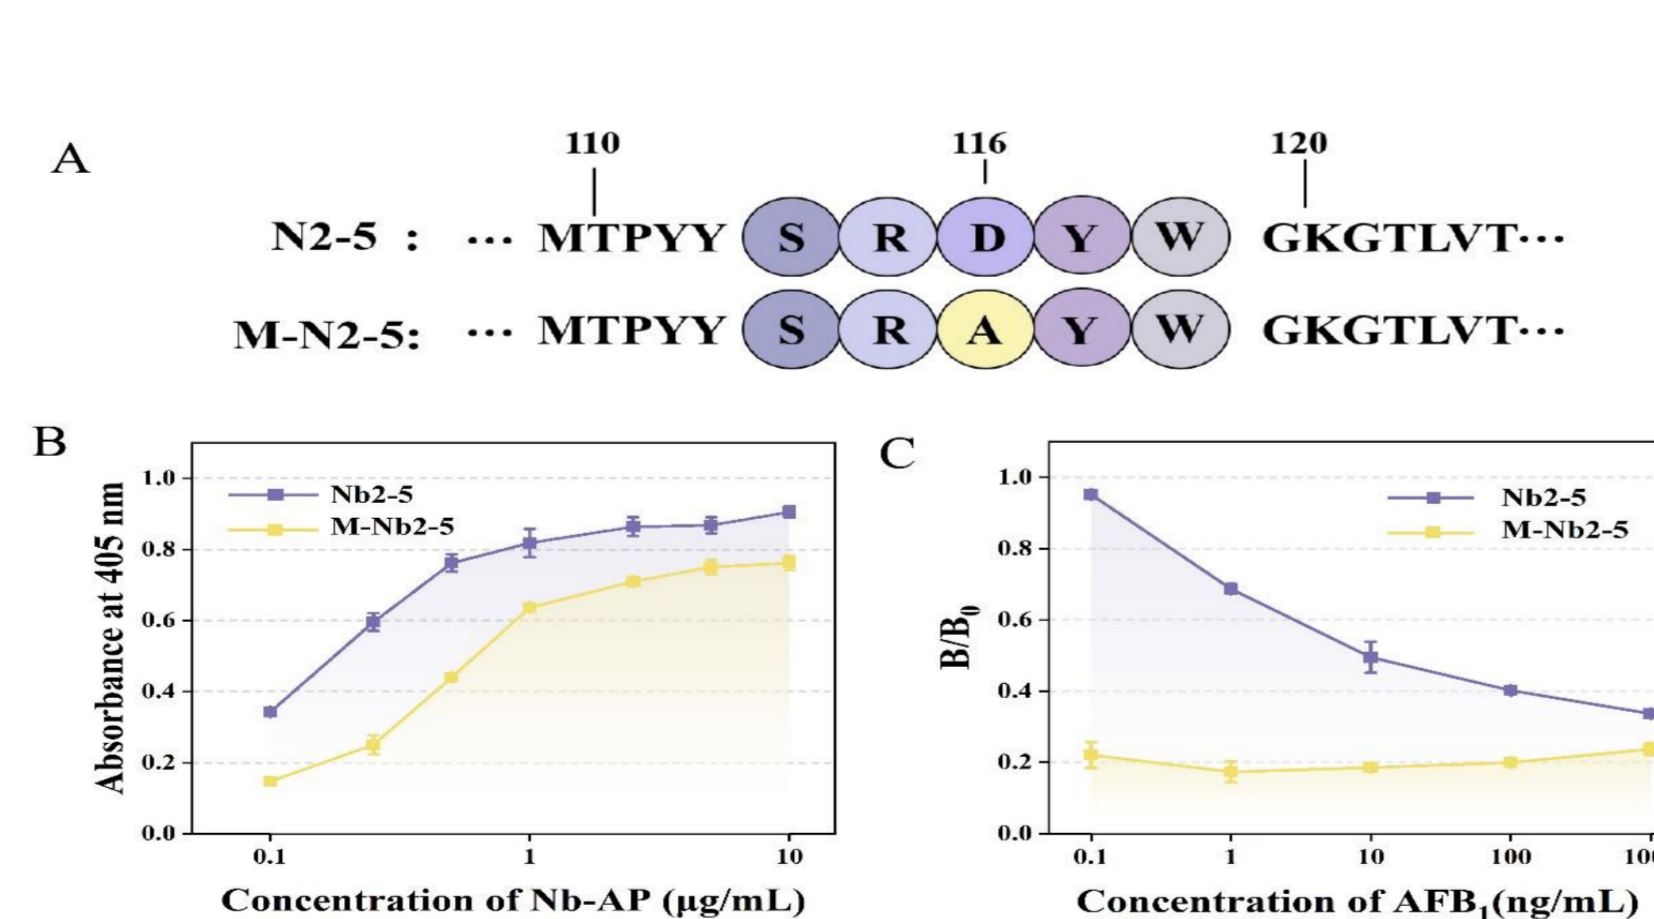 A
110 116 120
N2-5 : ··· MTPYY S R D Y W GKGTLVT···
M-N2-5: ··· MTPYY S R A Y W GKGTLVT···
B
Absorbance at 405 nm
1.0
0.8
0.6
0.4
0.2
0.0
Nb2-5
M-Nb2-5
0.1 1 10
Concentration of Nb-AP (μg/mL)
C
B/B₀
1.0
0.8
0.6
0.4
0.2
0.0
Nb2-5
M-Nb2-5
0.1 1 10 100
Concentration of AFB₁(ng/mL)